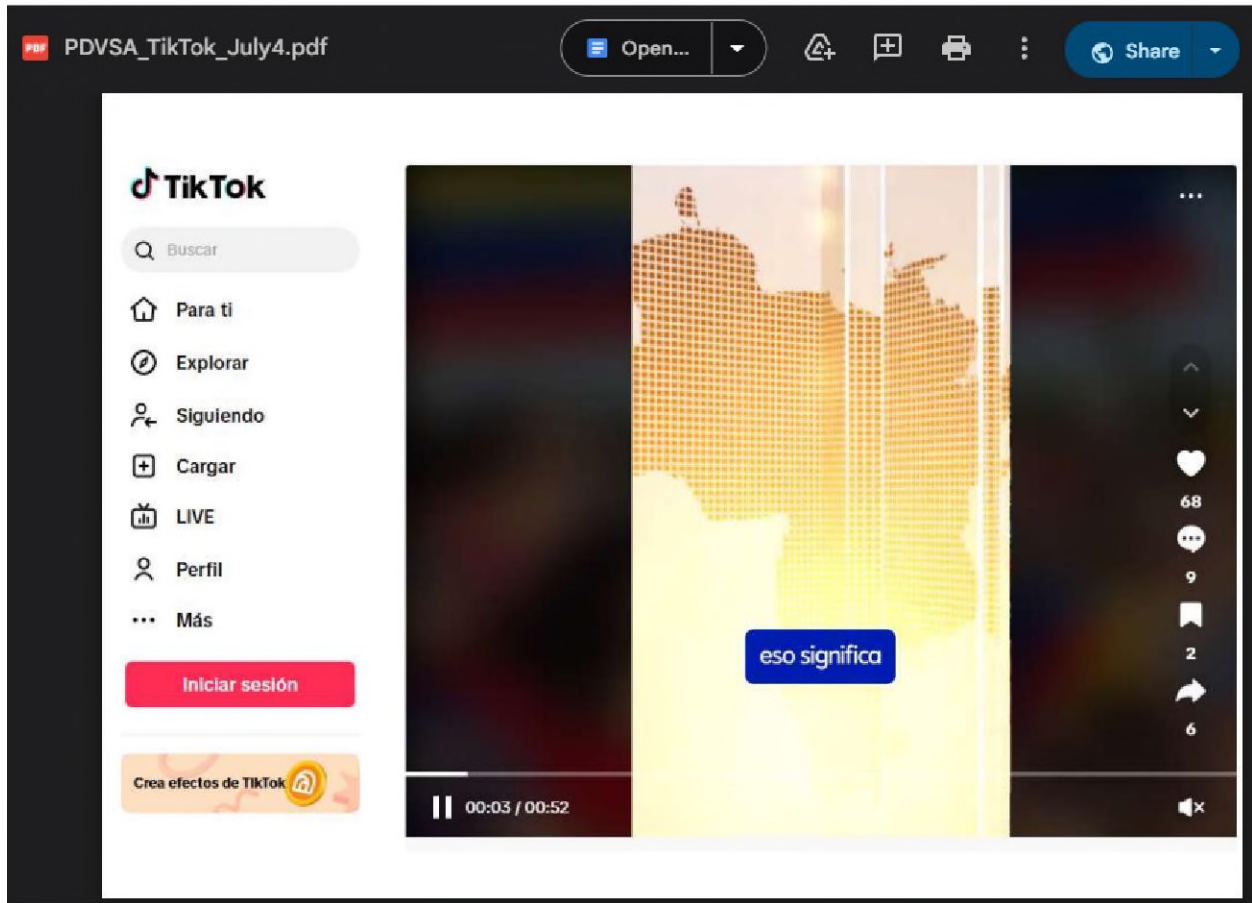 PDF PDVSA_TikTok_July4.pdf Open... Share
TikTok
Buscar
Para ti
Explorar
Siguiendo
Cargar
LIVE
Perfil
Más
Iniciar sesión
Crea efectos de TikTok
eso significa
68
9
2
6
00:03 / 00:52